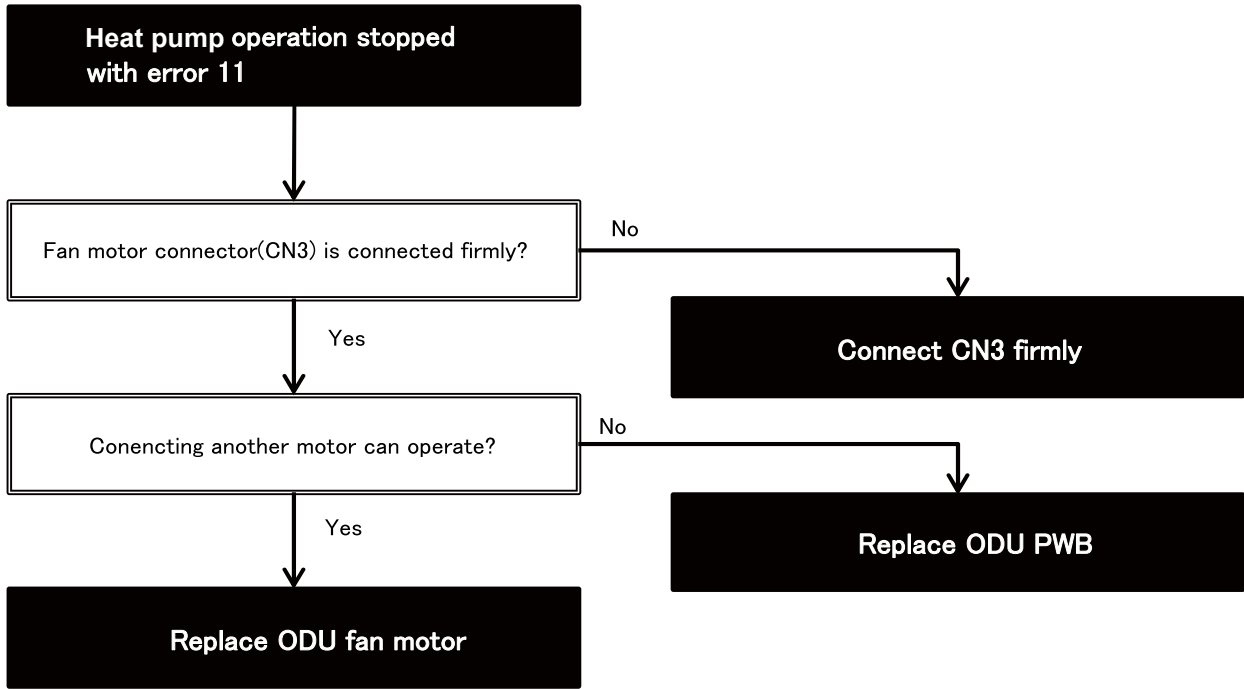 Heat pump operation stopped
with error 11
Fan motor connector(CN3) is connected firmly?
No
Connect CN3 firmly
Yes
Conencting another motor can operate?
No
Replace ODU PWB
Yes
Replace ODU fan motor